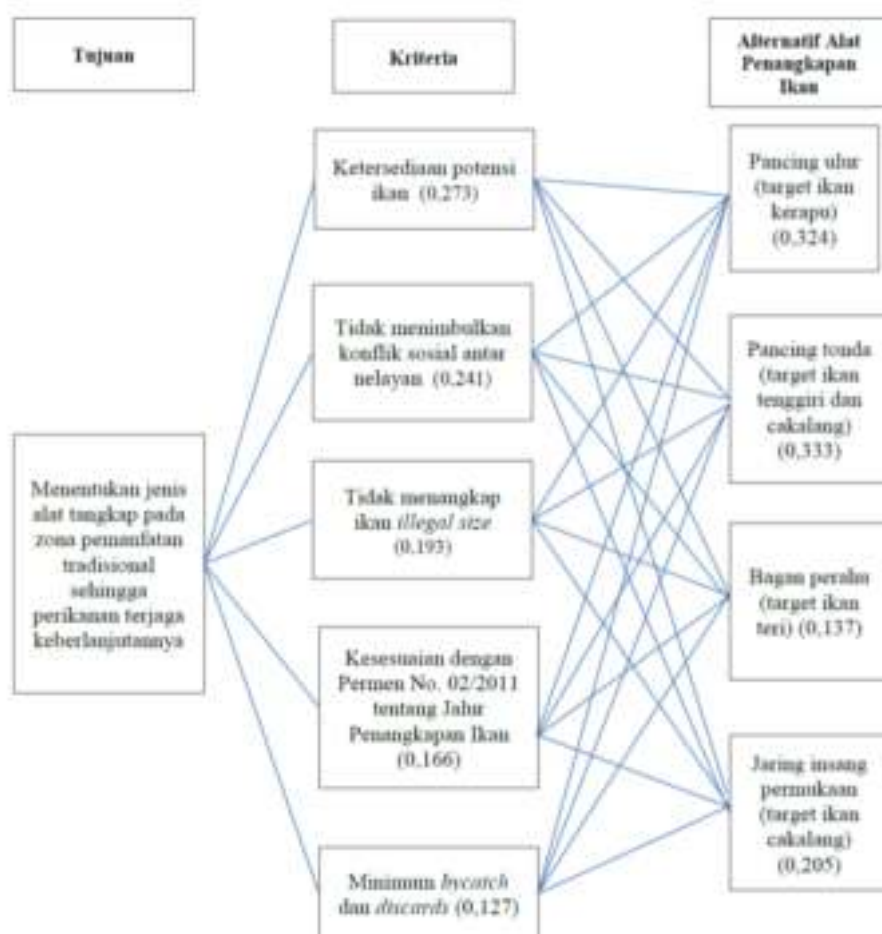 Tujuan
Kriteria
Alternatif Alat
Penangkapan
Ikan
Menentukan jenis
alat tangkap pada
zona pemanfatan
tradisional
sehingga
perikanan terjaga
keberlanjutannya
Ketersediaan potensi
ikan (0,273)
Tidak menimbulkan
konflik sosial antar
nelayan (0,241)
Tidak menangkap
ikan illegal size
(0,193)
Kesesuaian dengan
Permen No. 02/2011
tentang Jalur
Penangkapan Ikan
(0,166)
Minimum bycatch
dan discards (0,127)
Pancing ulur
(target ikan
kerapu)
(0,324)
Pancing tonda
(target ikan
tenggiri dan
cakalang)
(0,333)
Bagan perahu
(target ikan
teri) (0,137)
Jaring insang
permukaan
(target ikan
cakalang)
(0,205)